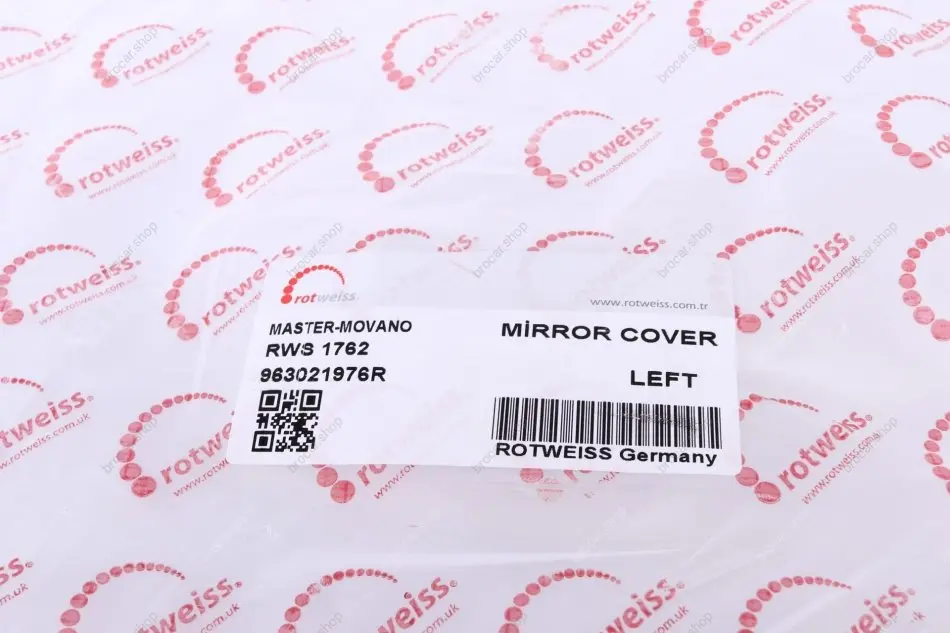 rotweiss
www.rotweiss.com.tr
MASTER-MOVANO
RWS 1762
963021976R
MİRROR COVER
LEFT
ROTWEISS Germany
rotweiss
www.rotweiss.com.uk
brocar.shop